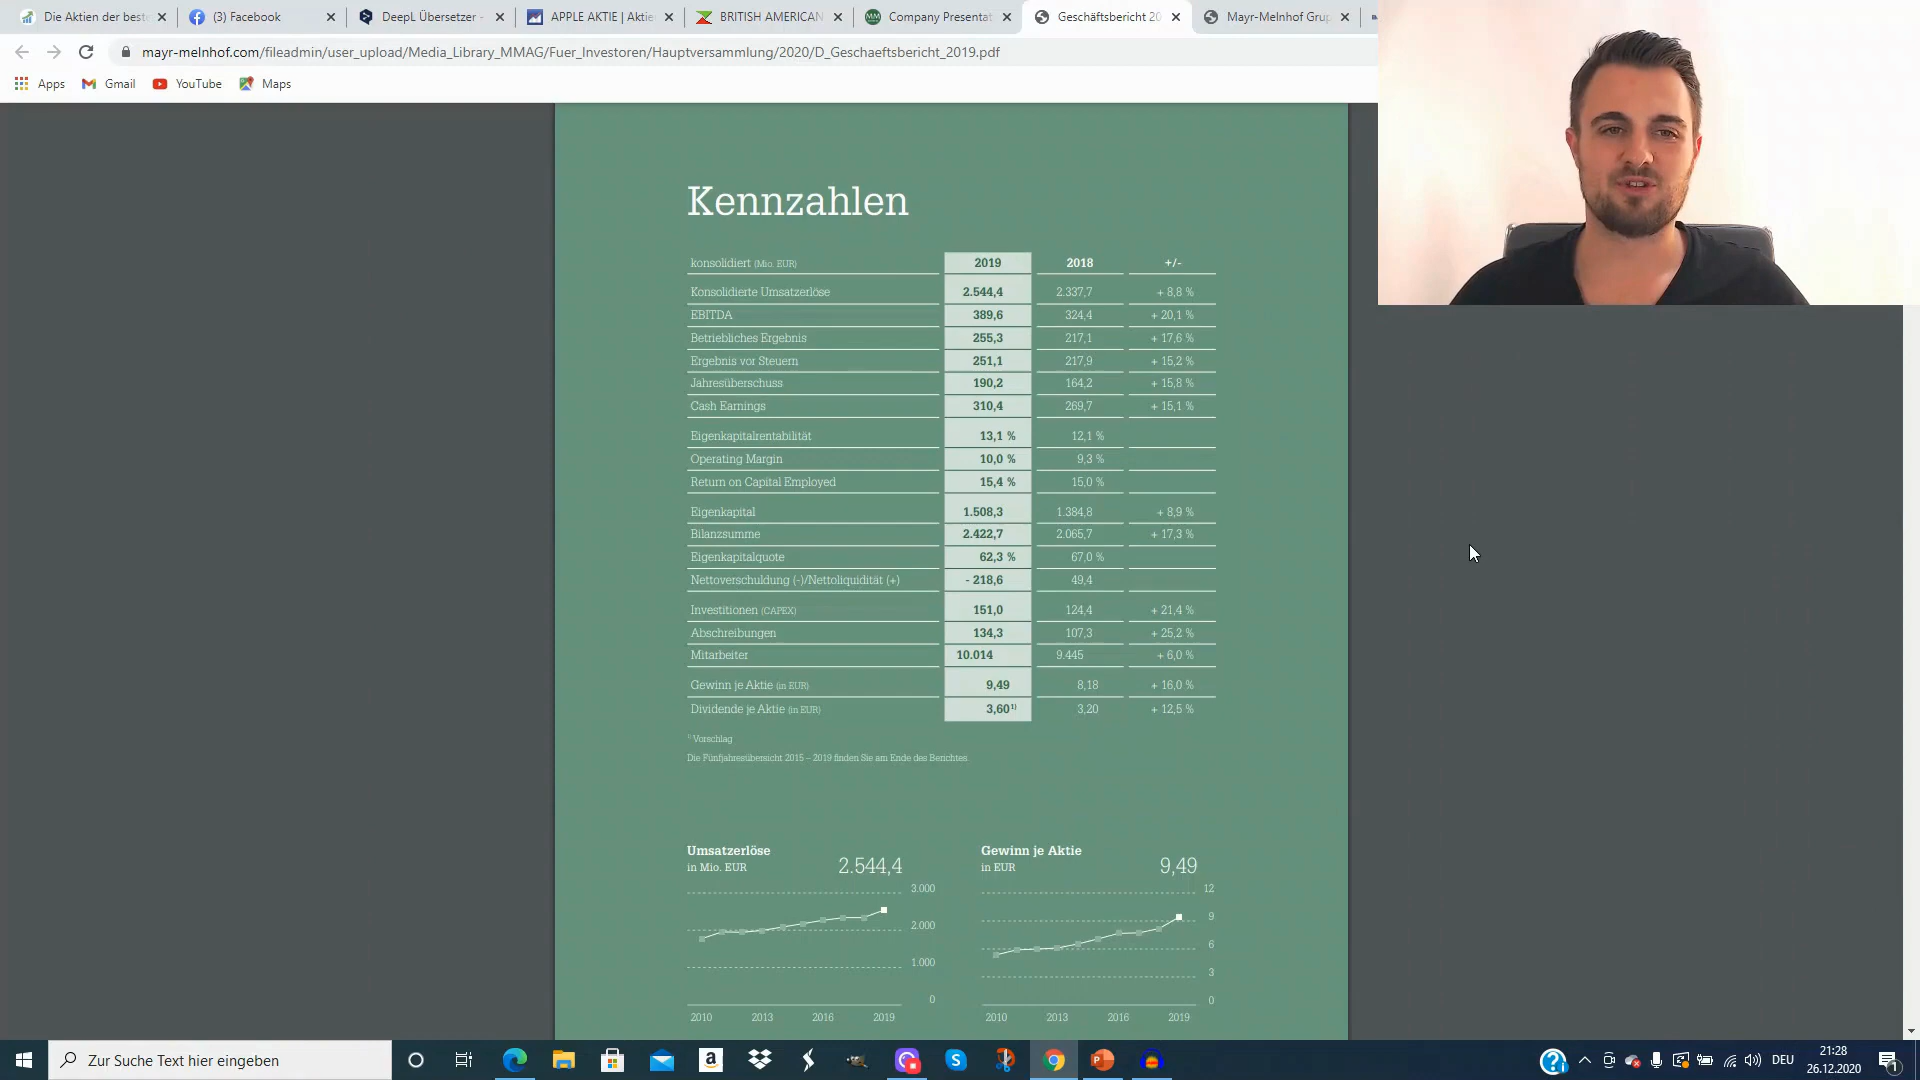 Die Aktien der best
(3) Facebook
DeepL Übersetzer -
APPLE AKTIE | Aktie
BRITISH AMERICAN
Company Presentat
Geschäftsbericht 20
Mayr-Melnhof Gru
mayr-melnhof.com/fileadmin/user_upload/Media_Library_MMAG/Fuer_Investoren/Hauptversammlung/2020/D_Geschaeftsbericht_2019.pdf
Apps Gmail YouTube Maps
Kennzahlen
konsolidiert (Mio. EUR) 2019 2018 +/-
Konsolidierte Umsatzerlöse 2.544,4 2.337,7 + 8,8 %
EBITDA 389,6 324,4 + 20,1 %
Betriebliches Ergebnis 255,3 217,1 + 17,6 %
Ergebnis vor Steuern 251,1 217,9 + 15,2 %
Jahresüberschuss 190,2 164,2 + 15,8 %
Cash Earnings 310,4 269,7 + 15,1 %
Eigenkapitalrentabilität 13,1 % 12,1 %
Operating Margin 10,0 % 9,3 %
Return on Capital Employed 15,4 % 15,0 %
Eigenkapital 1.508,3 1.384,8 + 8,9 %
Bilanzsumme 2.422,7 2.065,7 + 17,3 %
Eigenkapitalquote 62,3 % 67,0 %
Nettoverschuldung (-)/Nettoliquidität (+) - 218,6 49,4
Investitionen (CAPEX) 151,0 124,4 + 21,4 %
Abschreibungen 134,3 107,3 + 25,2 %
Mitarbeiter 10.014 9.445 + 6,0 %
Gewinn je Aktie (in EUR) 9,49 8,18 + 16,0 %
Dividende je Aktie (in EUR) 3,60 1) 3,20 + 12,5 %
1) Vorschlag
Die Fünfjahresübersicht 2015 – 2019 finden Sie am Ende des Berichtes.
Umsatzerlöse
in Mio. EUR
2.544,4
3.000
2.000
1.000
0
2010 2013 2016 2019
Gewinn je Aktie
in EUR
9,49
12
9
6
3
0
2010 2013 2016 2019
Zur Suche Text hier eingeben
DEU
21:28
26.12.2020
1